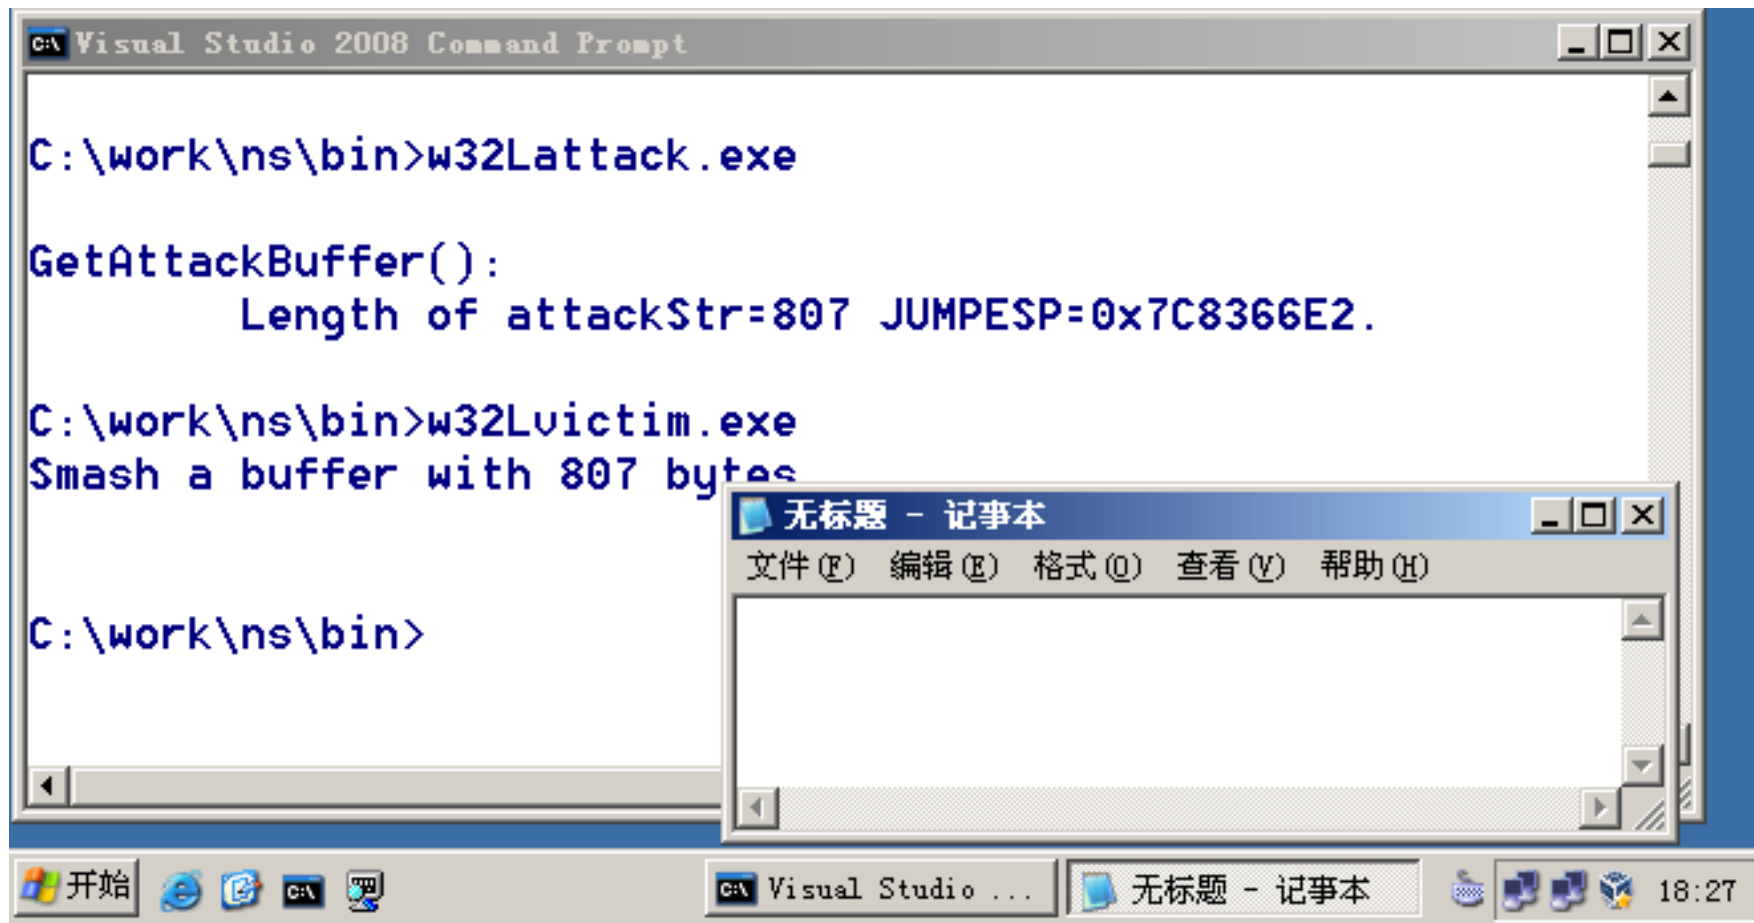 Visual Studio 2008 Command Prompt
C:\work\ns\bin>w32Lattack.exe
GetAttackBuffer():
Length of attackStr=807 JUMPESP=0x7C8366E2.
C:\work\ns\bin>w32Lvictim.exe
Smash a buffer with 807 bytes
C:\work\ns\bin>
无标题 - 记事本
文件(F) 编辑(E) 格式(O) 查看(V) 帮助(H)
开始 Visual Studio ... 无标题 - 记事本 18:27